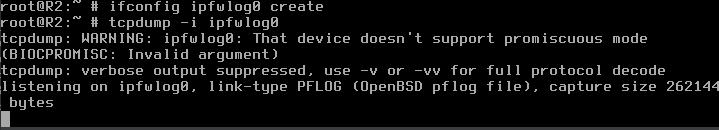 root@R2:~ # ifconfig ipfwlog0 create
root@R2:~ # tcpdump -i ipfwlog0
tcpdump: WARNING: ipfwlog0: That device doesn't support promiscuous mode
(BIOCPROMISC: Invalid argument)
tcpdump: verbose output suppressed, use -v or -vv for full protocol decode
listening on ipfwlog0, link-type PFLOG (OpenBSD pflog file), capture size 262144
bytes